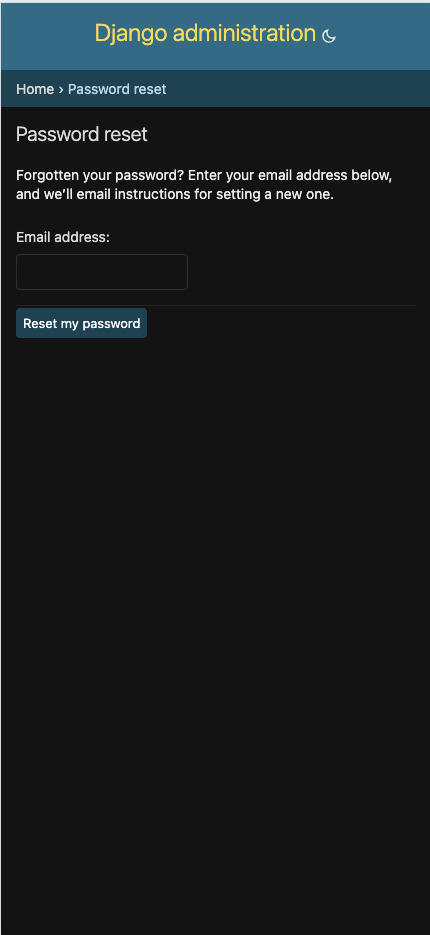 Django administration
Home › Password reset
Password reset
Forgotten your password? Enter your email address below,
and we’ll email instructions for setting a new one.
Email address:
Reset my password